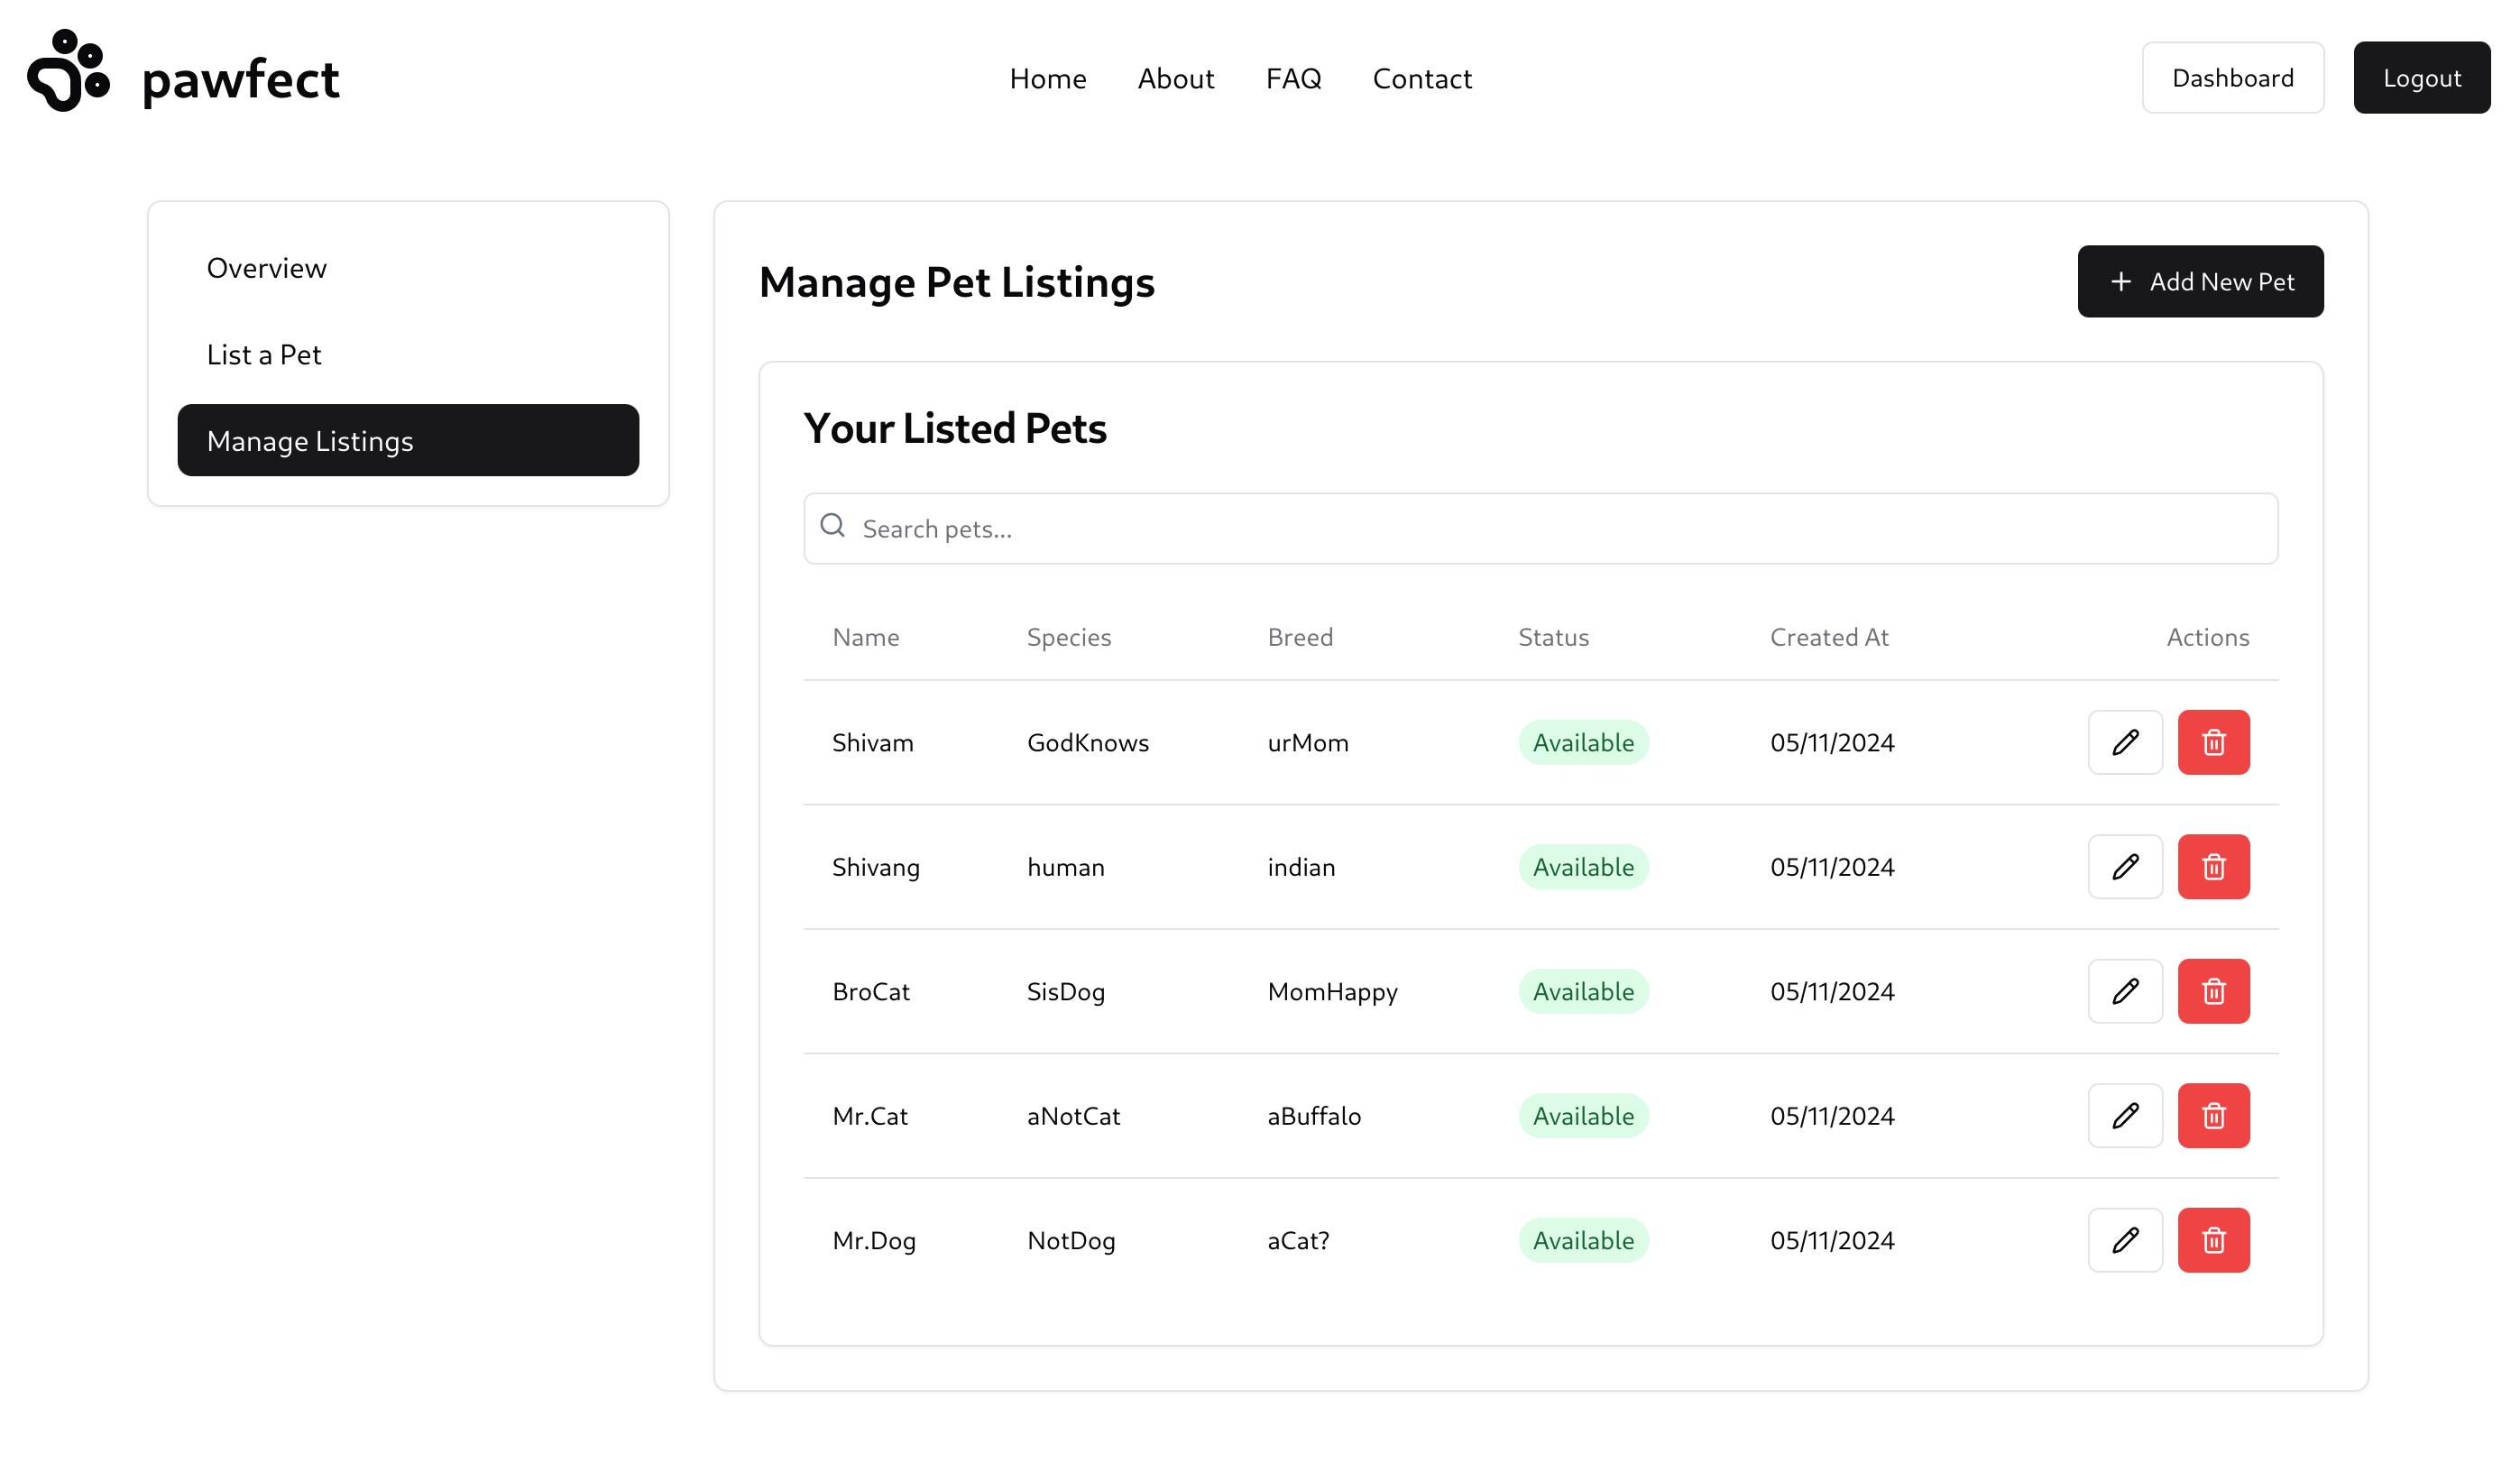 pawfect
Home About FAQ Contact
Dashboard Logout
Overview
List a Pet
Manage Listings
Manage Pet Listings
Add New Pet
Your Listed Pets
Search pets...
Name Species Breed Status Created At Actions
Shivam GodKnows urMom Available 05/11/2024
Shivang human indian Available 05/11/2024
BroCat SisDog MomHappy Available 05/11/2024
Mr.Cat aNotCat aBuffalo Available 05/11/2024
Mr.Dog NotDog aCat? Available 05/11/2024